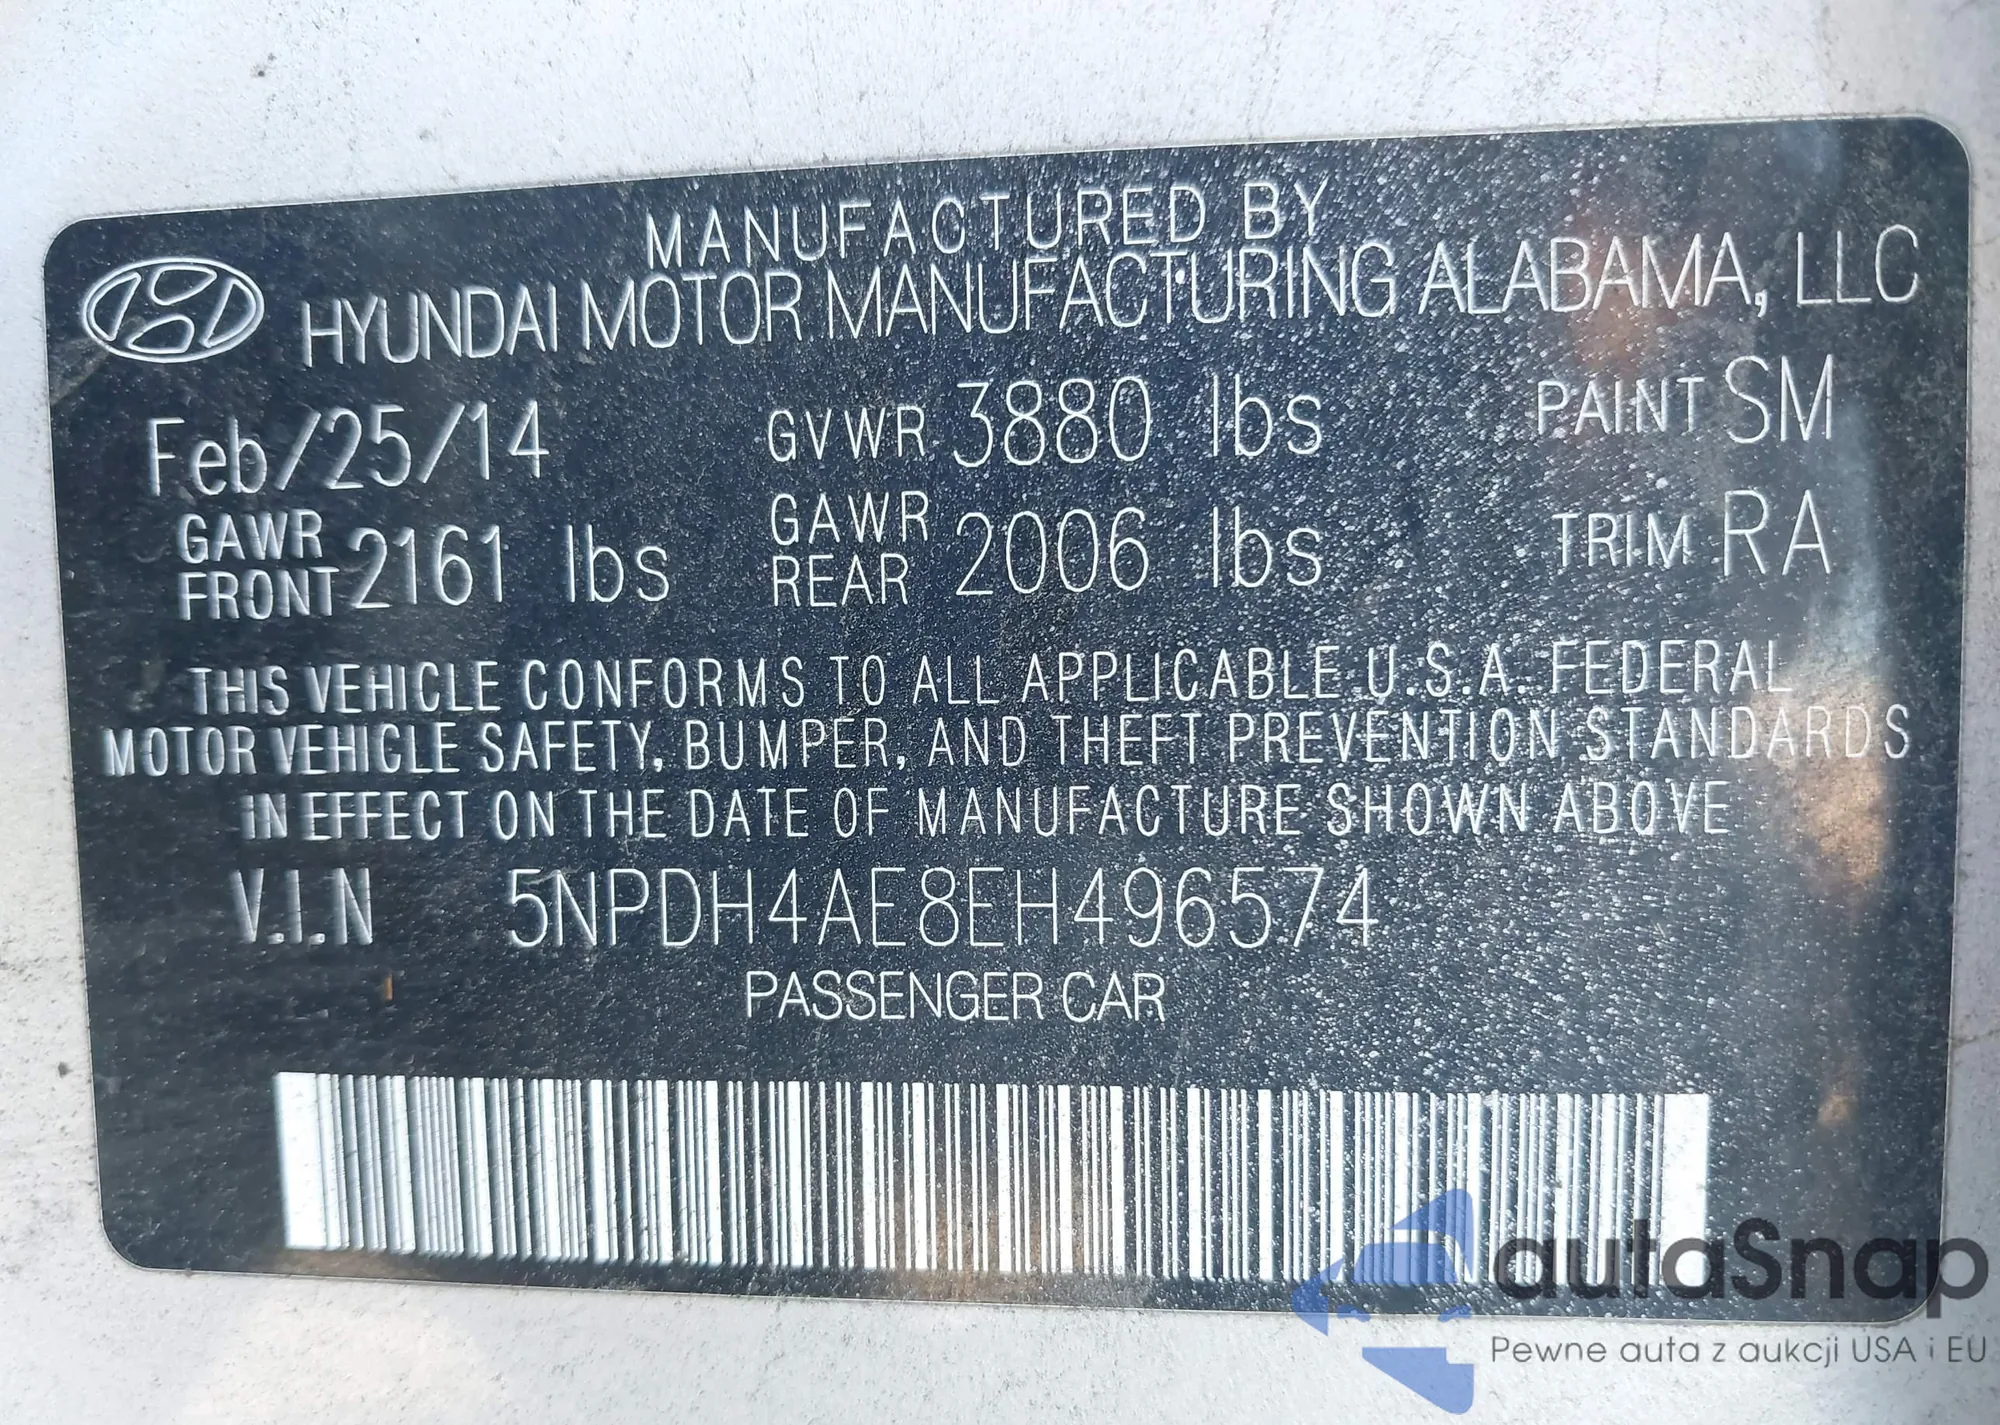 MANUFACTURED BY
HYUNDAI MOTOR MANUFACTURING ALABAMA, LLC
Feb/25/14 GVWR 3880 lbs PAINT SM
GAWR FRONT 2161 lbs GAWR REAR 2006 lbs TRIM RA
THIS VEHICLE CONFORMS TO ALL APPLICABLE U.S.A. FEDERAL
MOTOR VEHICLE SAFETY, BUMPER, AND THEFT PREVENTION STANDARDS
IN EFFECT ON THE DATE OF MANUFACTURE SHOWN ABOVE
V.I.N 5NPDH4AE8EH496574
PASSENGER CAR
autaSnap
Pewne auta z aukcji USA i EU